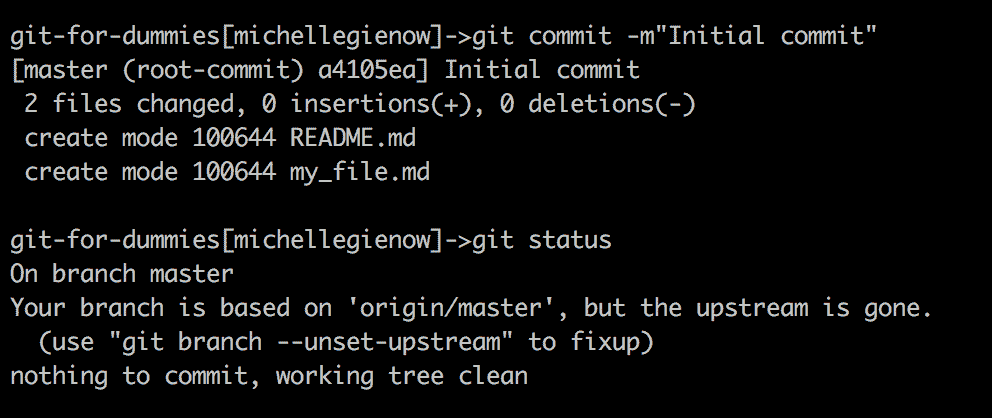 git-for-dummies[michellegienow]->git commit -m"Initial commit"
[master (root-commit) a4105ea] Initial commit
 2 files changed, 0 insertions(+), 0 deletions(-)
 create mode 100644 README.md
 create mode 100644 my_file.md

git-for-dummies[michellegienow]->git status
On branch master
Your branch is based on 'origin/master', but the upstream is gone.
  (use "git branch --unset-upstream" to fixup)
nothing to commit, working tree clean